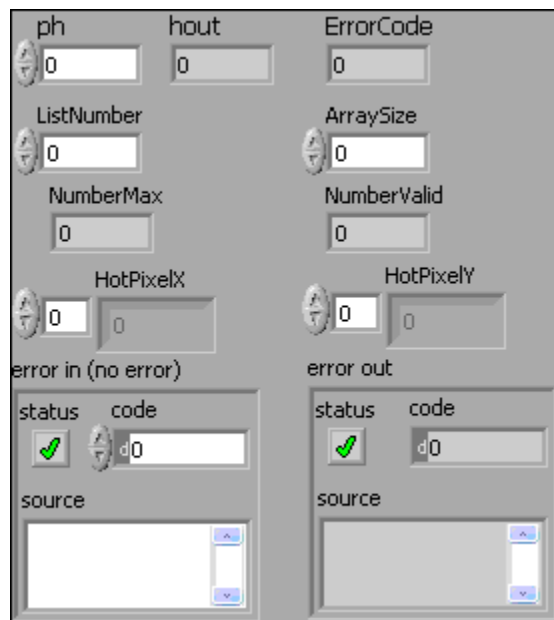 ph hout ErrorCode
0 0 0
ListNumber ArraySize
0 0
NumberMax NumberValid
0 0
HotPixelX HotPixelY
0 0 0 0
error in (no error) error out
status code status code
d0 d0
source source